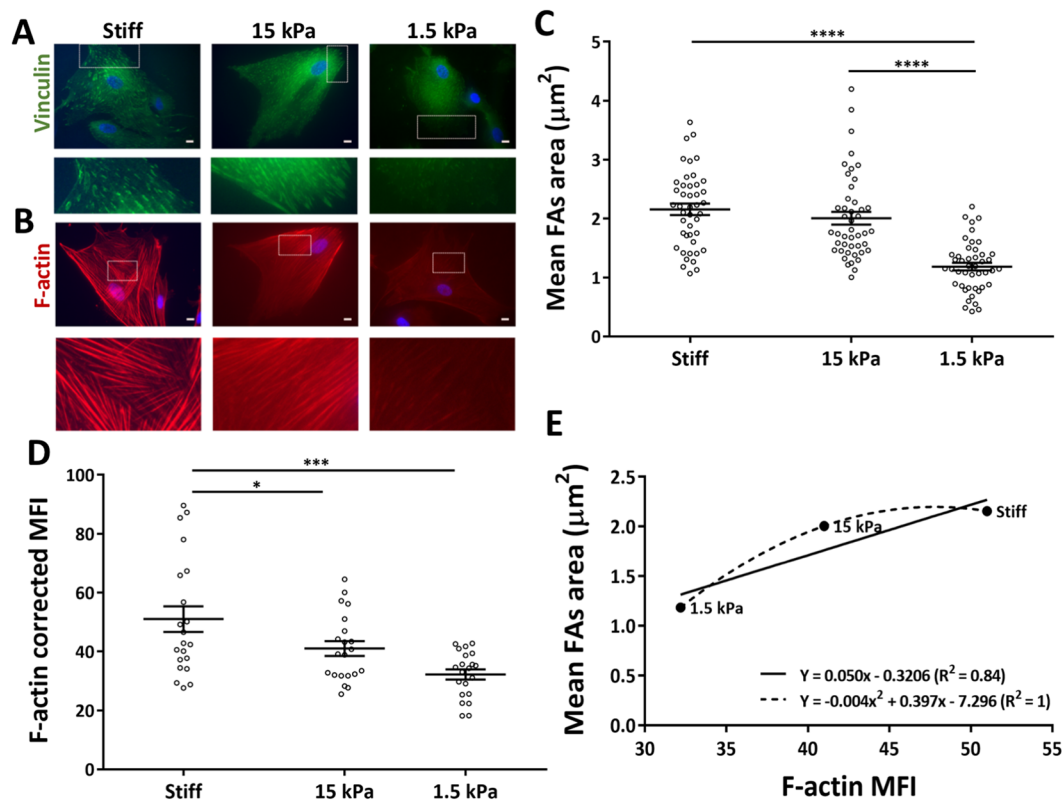 A
Stiff
15 kPa
1.5 kPa
Vinculin
B
F-actin
C
Mean FAs area (μm²)
5
4
3
2
1
0
****
****
Stiff
15 kPa
1.5 kPa
D
F-actin corrected MFI
100
80
60
40
20
0
***
*
Stiff
15 kPa
1.5 kPa
E
Mean FAs area (μm²)
2.5
2.0
1.5
1.0
0.5
0.0
1.5 kPa
15 kPa
Stiff
Y = 0.050x - 0.3206 (R² = 0.84)
Y = -0.004x² + 0.397x - 7.296 (R² = 1)
30 35 40 45 50 55
F-actin MFI